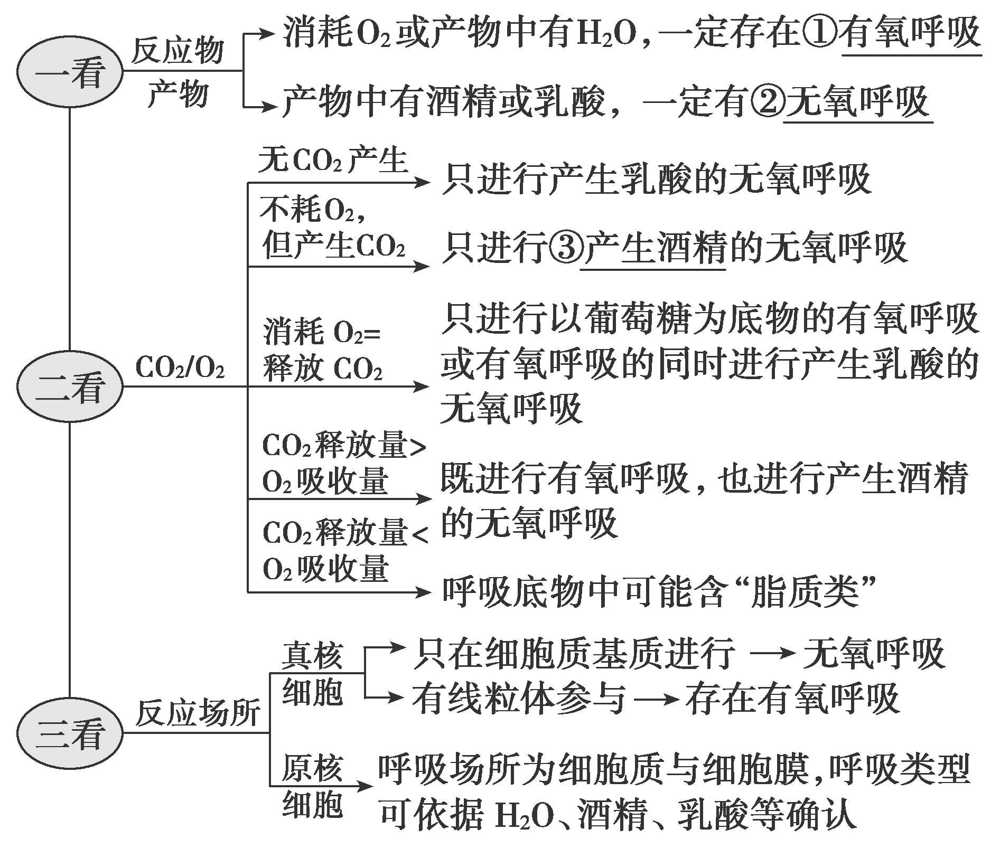 一看
反应物
产物
消耗O₂或产物中有H₂O,一定存在①有氧呼吸
产物中有酒精或乳酸，一定有②无氧呼吸
二看
CO₂/O₂
无CO₂产生
只进行产生乳酸的无氧呼吸
不耗O₂,
但产生CO₂
只进行③产生酒精的无氧呼吸
消耗 O₂=
释放 CO₂
只进行以葡萄糖为底物的有氧呼吸
或有氧呼吸的同时进行产生乳酸的
无氧呼吸
CO₂释放量>
O₂吸收量
既进行有氧呼吸,也进行产生酒精
的无氧呼吸
CO₂释放量<
O₂吸收量
呼吸底物中可能含“脂质类”
三看
反应场所
真核
细胞
只在细胞质基质进行→无氧呼吸
有线粒体参与→存在有氧呼吸
原核
细胞
呼吸场所为细胞质与细胞膜,呼吸类型
可依据 H₂O、酒精、乳酸等确认